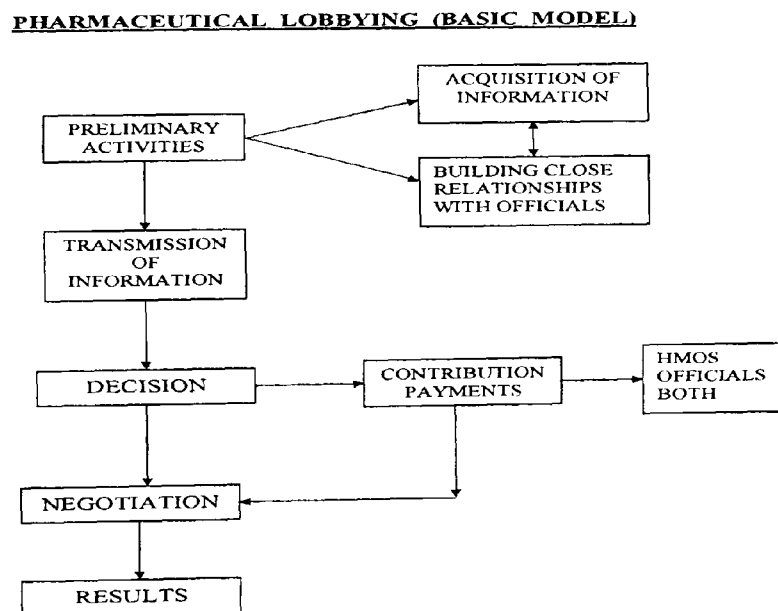 PHARMACEUTICAL LOBBYING (BASIC MODEL)
ACQUISITION OF
INFORMATION
PRELIMINARY
ACTIVITIES
BUILDING CLOSE
RELATIONSHIPS
WITH OFFICIALS
TRANSMISSION
OF
INFORMATION
DECISION
CONTRIBUTION
PAYMENTS
HMOS
OFFICIALS
BOTH
NEGOTIATION
RESULTS